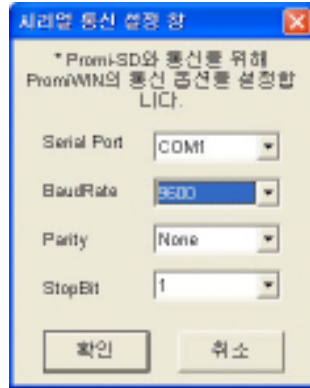 시리얼 통신 설정 창
* Promi-SD와 통신를 위해
PromiWIN의 통신 옵션를 설정합
니다.
Serial Port COM1
BaudRate 9600
Parity None
StopBit 1
확인 취소